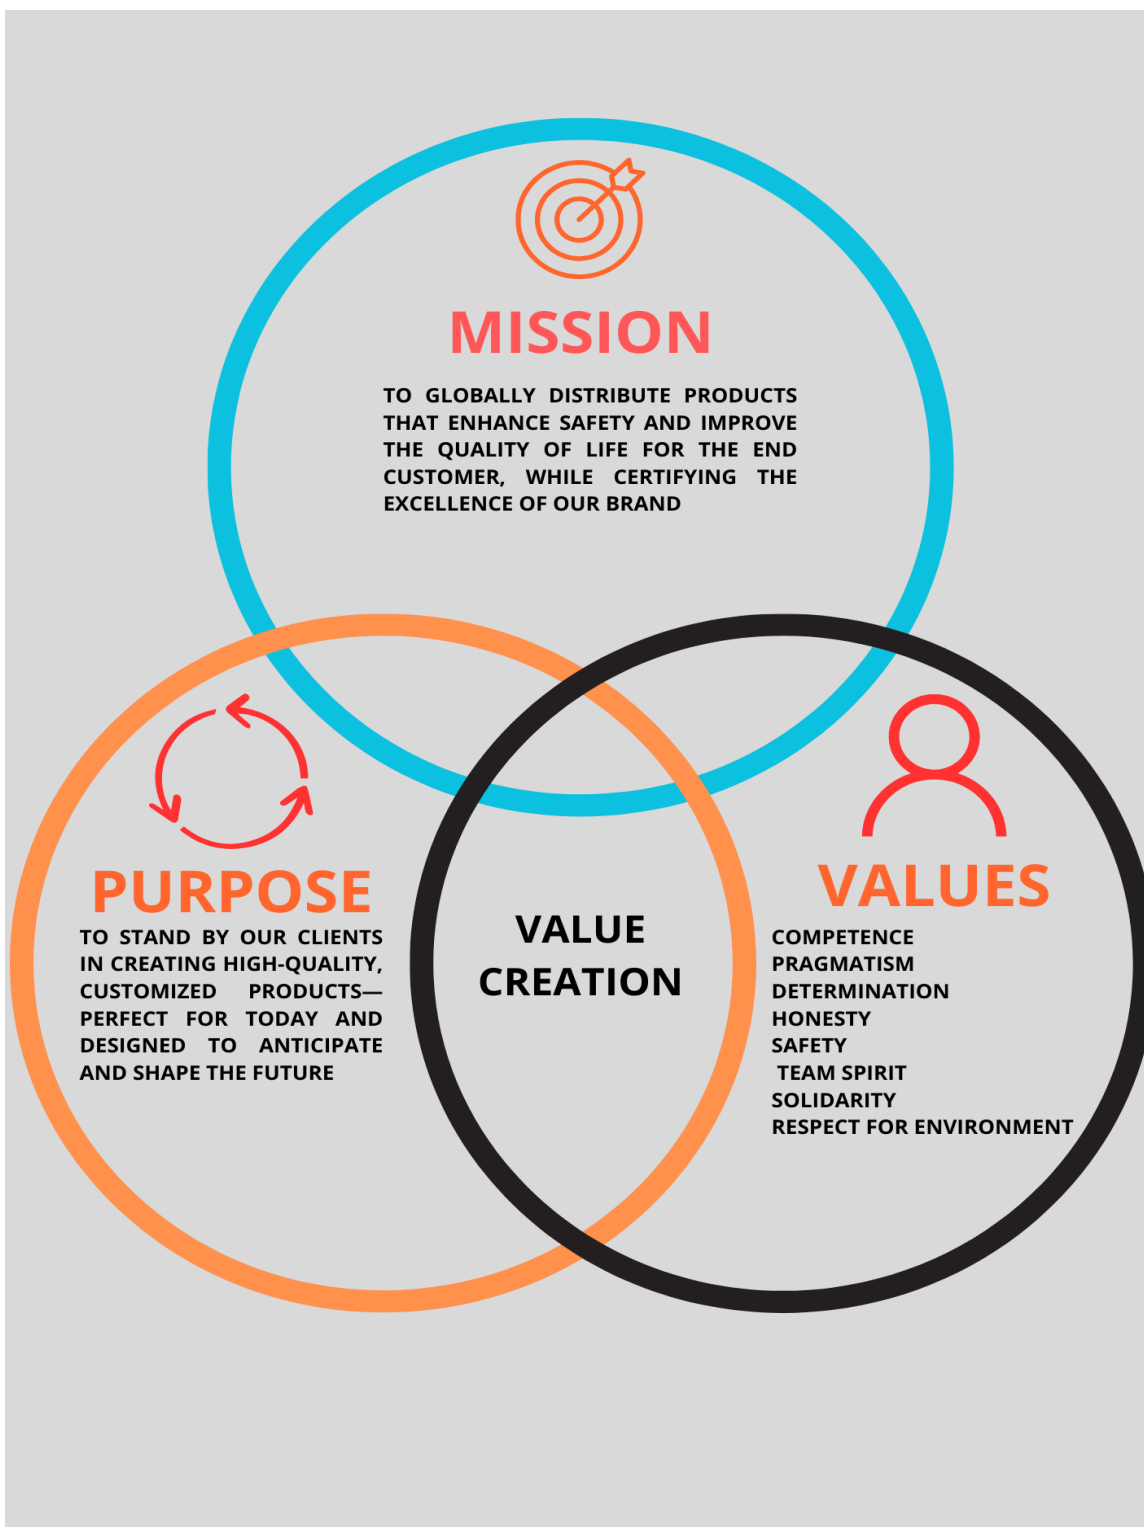 MISSION
TO GLOBALLY DISTRIBUTE PRODUCTS
THAT ENHANCE SAFETY AND IMPROVE
THE QUALITY OF LIFE FOR THE END
CUSTOMER, WHILE CERTIFYING THE
EXCELLENCE OF OUR BRAND
PURPOSE
TO STAND BY OUR CLIENTS
IN CREATING HIGH-QUALITY,
CUSTOMIZED PRODUCTS—
PERFECT FOR TODAY AND
DESIGNED TO ANTICIPATE
AND SHAPE THE FUTURE
VALUE
CREATION
VALUES
COMPETENCE
PRAGMATISM
DETERMINATION
HONESTY
SAFETY
TEAM SPIRIT
SOLIDARITY
RESPECT FOR ENVIRONMENT